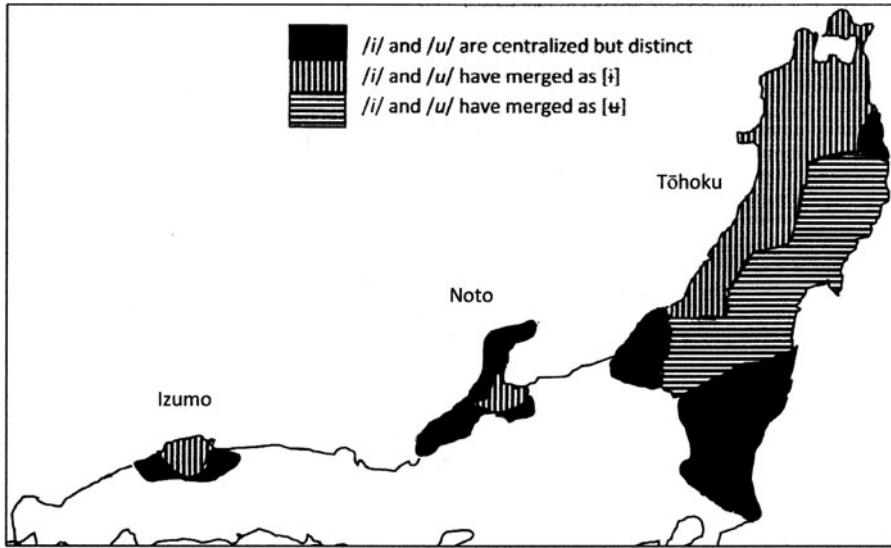 /i/ and /u/ are centralized but distinct
/i/ and /u/ have merged as [ɨ]
/i/ and /u/ have merged as [ʉ]
Tōhoku
Noto
Izumo